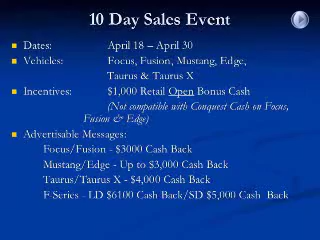 10 Day Sales Event
Dates: April 18 – April 30
Vehicles: Focus, Fusion, Mustang, Edge,
Taurus & Taurus X
Incentives: $1,000 Retail Open Bonus Cash
(Not compatible with Conquest Cash on Focus,
Fusion & Edge)
Advertisable Messages:
Focus/Fusion - $3000 Cash Back
Mustang/Edge - Up to $3,000 Cash Back
Taurus/Taurus X - $4,000 Cash Back
F-Series - LD $6100 Cash Back/SD $5,000 Cash Back